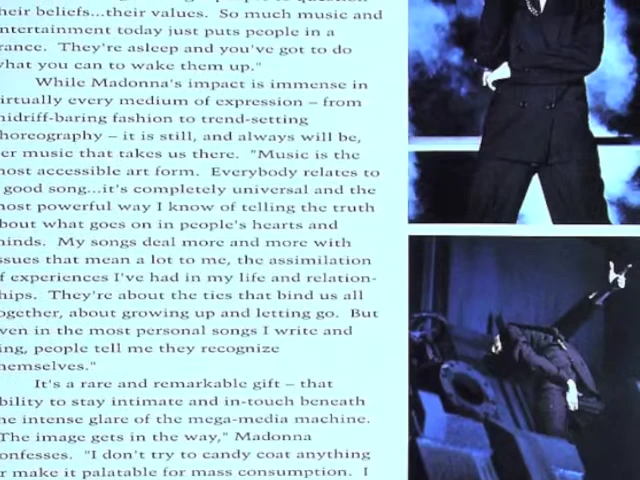 heir beliefs...their values. So much music and
ntertainment today just puts people in a
rance. They're asleep and you've got to do
what you can to wake them up."
While Madonna's impact is immense in
irtually every medium of expression – from
nidriff-baring fashion to trend-setting
horeography – it is still, and always will be,
er music that takes us there. "Music is the
nost accessible art form. Everybody relates to
good song...it's completely universal and the
nost powerful way I know of telling the truth
bout what goes on in people's hearts and
ninds. My songs deal more and more with
ssues that mean a lot to me, the assimilation
f experiences I've had in my life and relation-
hips. They're about the ties that bind us all
ogether, about growing up and letting go. But
ven in the most personal songs I write and
ing, people tell me they recognize
hemselves."
It's a rare and remarkable gift – that
bility to stay intimate and in-touch beneath
he intense glare of the mega-media machine.
The image gets in the way," Madonna
onfesses. "I don't try to candy coat anything
r make it palatable for mass consumption. I